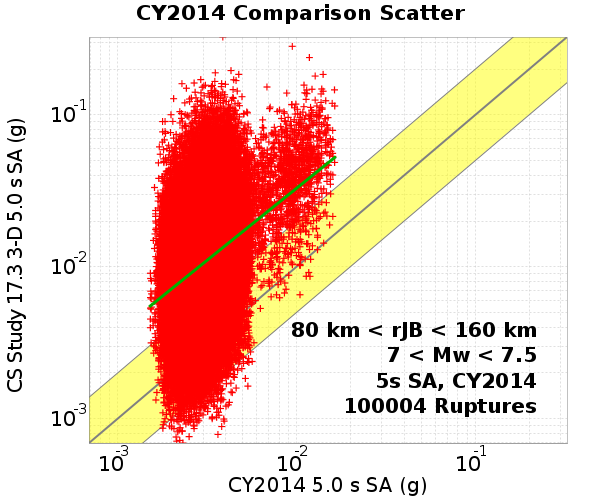 CY2014 Comparison Scatter
CS Study 17.3 3-D 5.0 s SA (g)
10-1
10-2
10-3
80 km < rJB < 160 km
7 < Mw < 7.5
5s SA, CY2014
100004 Ruptures
10-3 10-2 10-1
CY2014 5.0 s SA (g)